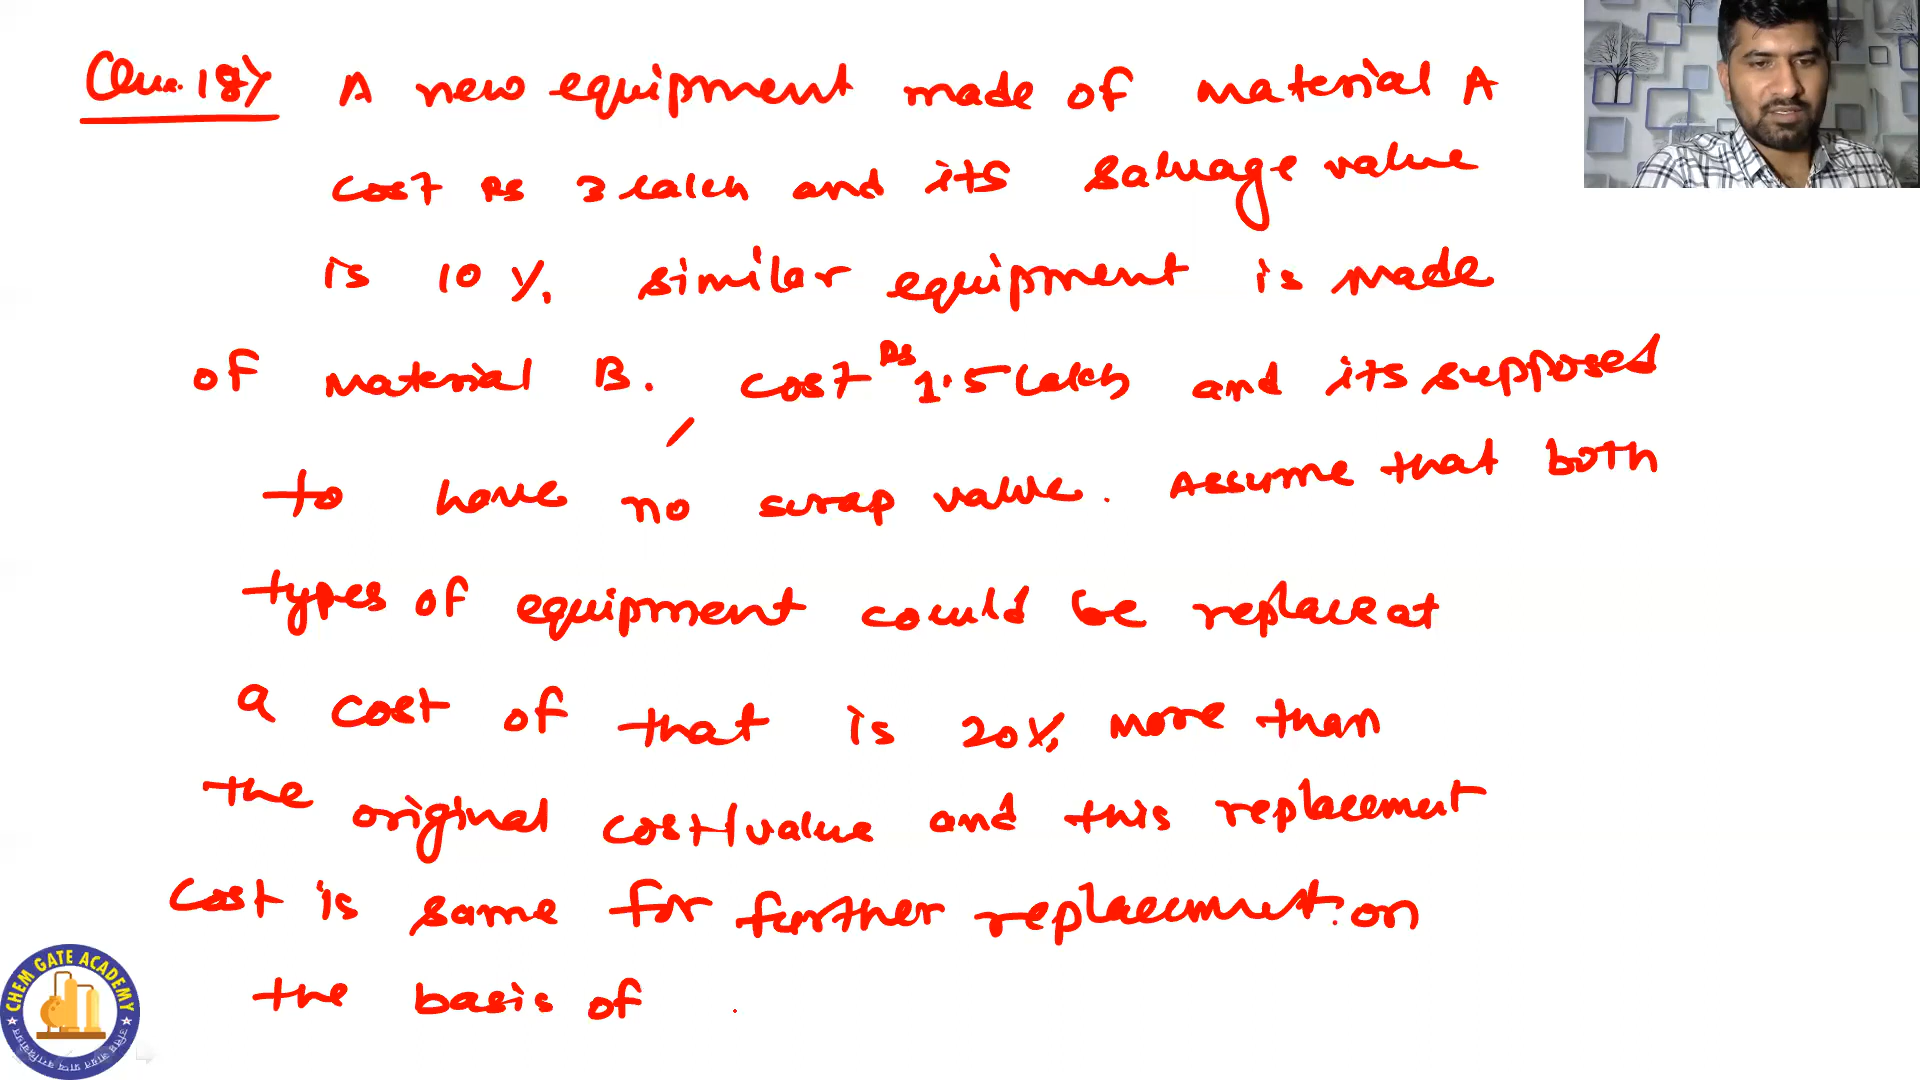 Que. 18) A new equipment made of material A
cost Rs 3 lakh and its salvage value
is 10 %. similar equipment is made
of material B. cost Rs 1.5 lakh and its supposed
to have no scrap value. Assume that both
types of equipment could be replace at
a cost of that is 20%, more than
the original cost/value and this replacement
cost is same for further replacement. on
the basis of
CHEM GATE ACADEMY